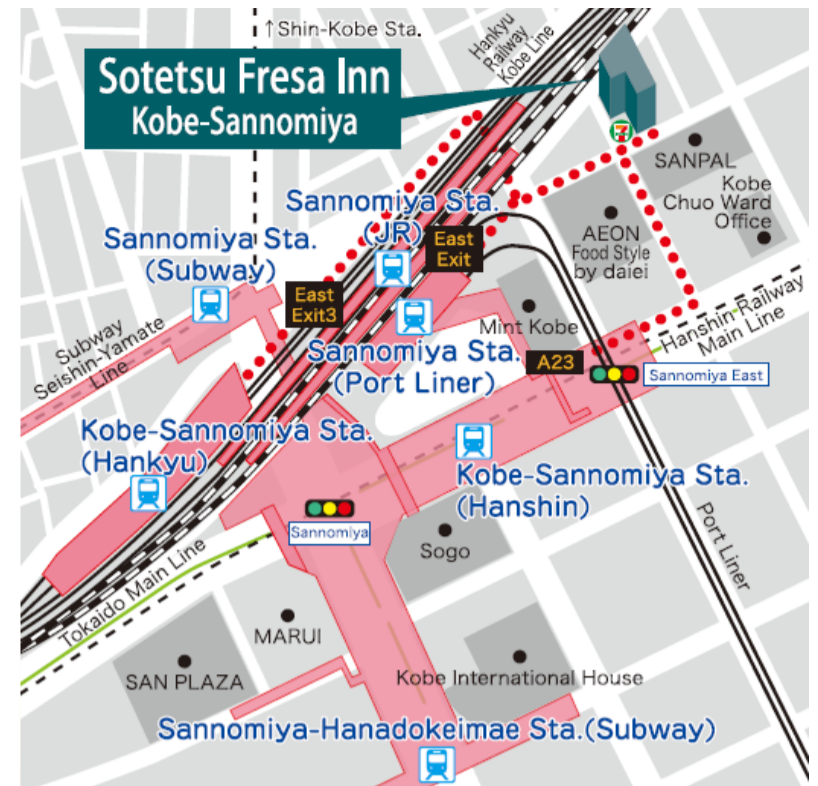 ↑Shin-Kobe Sta.
Hankyu
Railway
Kobe Line
Sotetsu Fresa Inn
Kobe-Sannomiya
7
SANPAL
Kobe
Chuo Ward
Office
Sannomiya Sta.
(JR)
East
Exit
AEON
Food Style
by daiei
Sannomiya Sta.
(Subway)
East
Exit3
Subway
Seishin-Yamate
Line
Mint Kobe
Hanshin Railway
Main Line
Sannomiya Sta.
(Port Liner)
A23
Sannomiya East
Kobe-Sannomiya Sta.
(Hankyu)
Kobe-Sannomiya Sta.
(Hanshin)
Sannomiya
Sogo
Port Liner
Tokaido Main Line
MARUI
SAN PLAZA
Kobe International House
Sannomiya-Hanadokeimae Sta.(Subway)